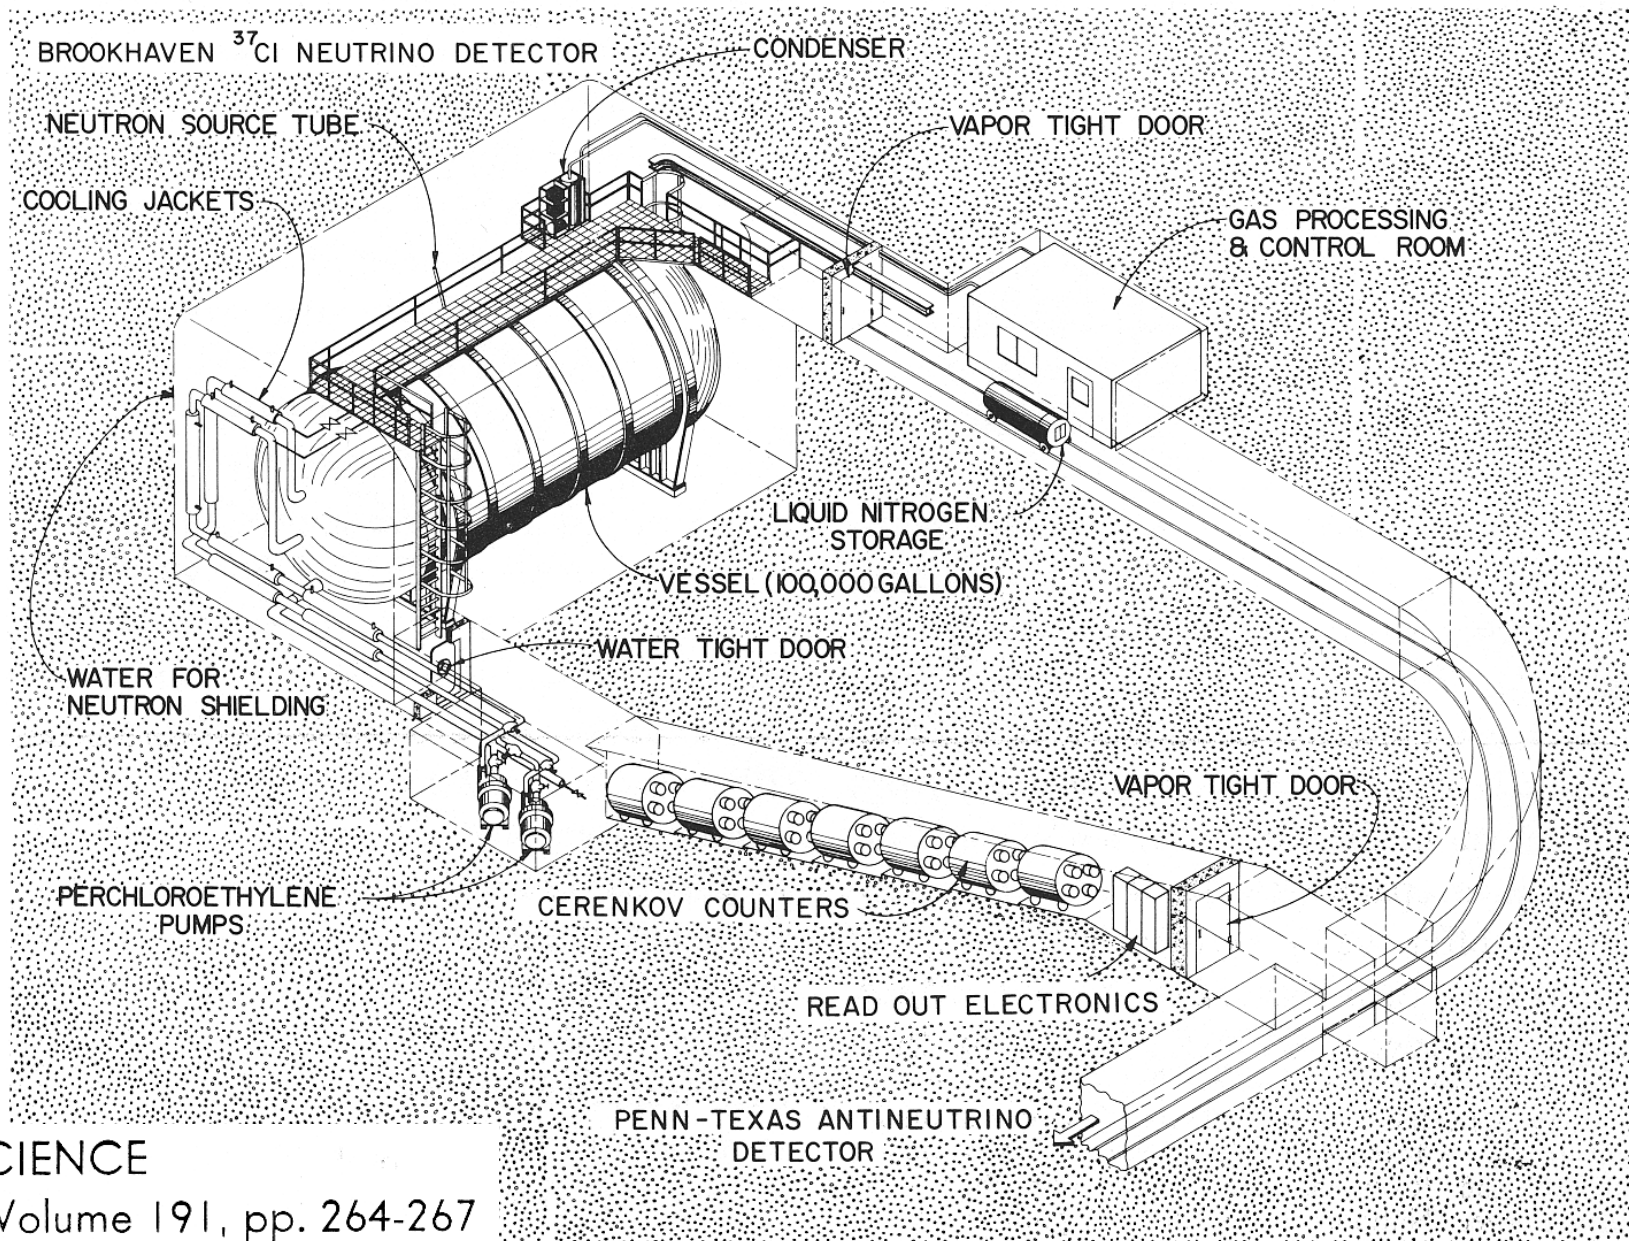 BROOKHAVEN ³⁷Cl NEUTRINO DETECTOR
CONDENSER
NEUTRON SOURCE TUBE
VAPOR TIGHT DOOR
COOLING JACKETS
GAS PROCESSING
& CONTROL ROOM
LIQUID NITROGEN
STORAGE
VESSEL (100,000 GALLONS)
WATER TIGHT DOOR
WATER FOR
NEUTRON SHIELDING
VAPOR TIGHT DOOR
PERCHLOROETHYLENE
PUMPS
CERENKOV COUNTERS
READ OUT ELECTRONICS
PENN-TEXAS ANTINEUTRINO
DETECTOR
CIENCE
Volume 191, pp. 264-267